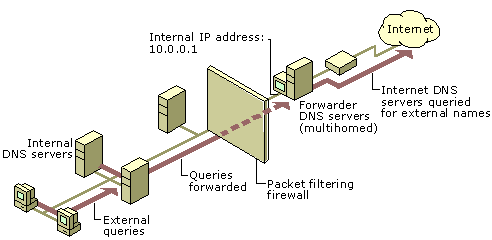 Internal IP address:
10.0.0.1
Internet
Internet DNS
servers queried
for external names
Forwarder
DNS servers
(multihomed)
Internal
DNS servers
Queries
forwarded
Packet filtering
firewall
External
queries